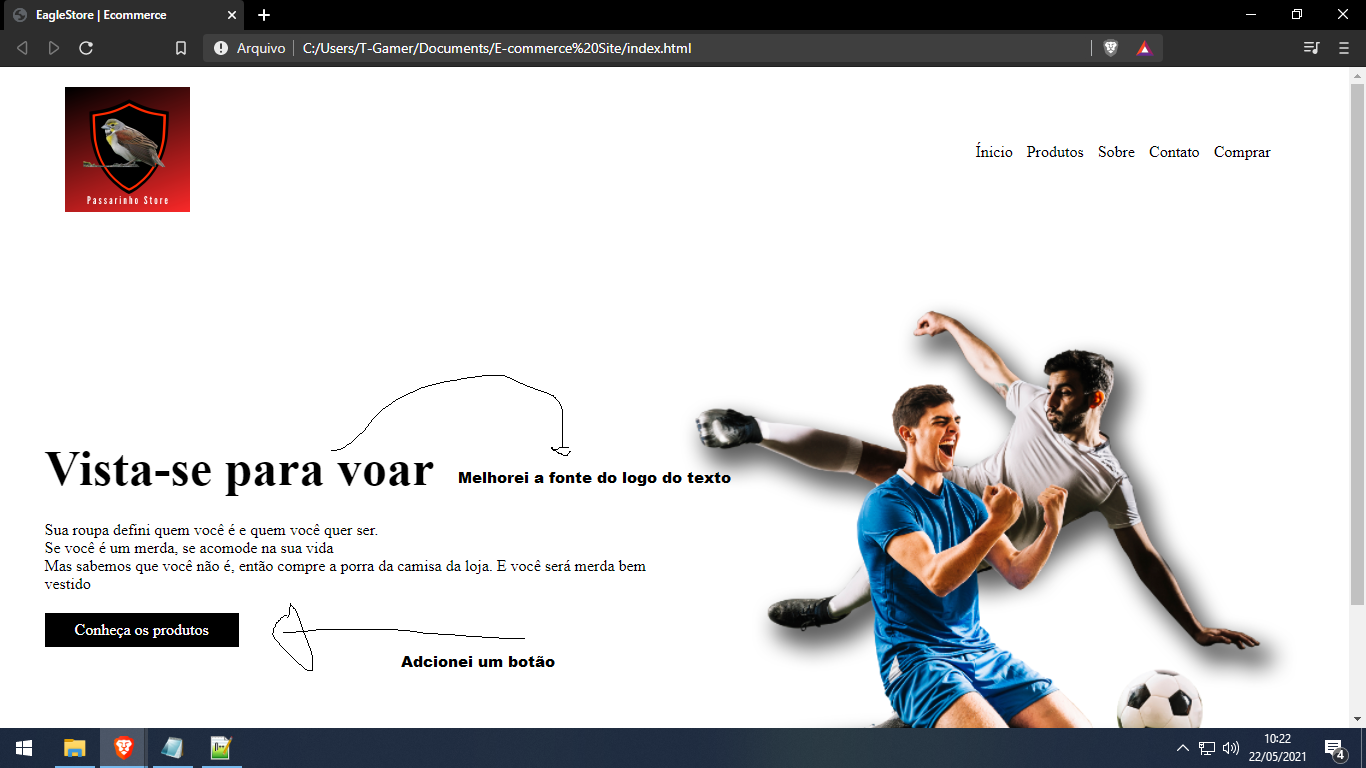 EagleStore | Ecommerce
Arquivo
C:/Users/T-Gamer/Documents/E-commerce%20Site/index.html
Passarinho Store
Ínicio Produtos Sobre Contato Comprar
Vista-se para voar
Melhorei a fonte do logo do texto
Sua roupa defini quem você é e quem você quer ser.
Se você é um merda, se acomode na sua vida
Mas sabemos que você não é, então compre a porra da camisa da loja. E você será merda bem
vestido
Conheça os produtos
Adcionei um botão
10:22
22/05/2021
4